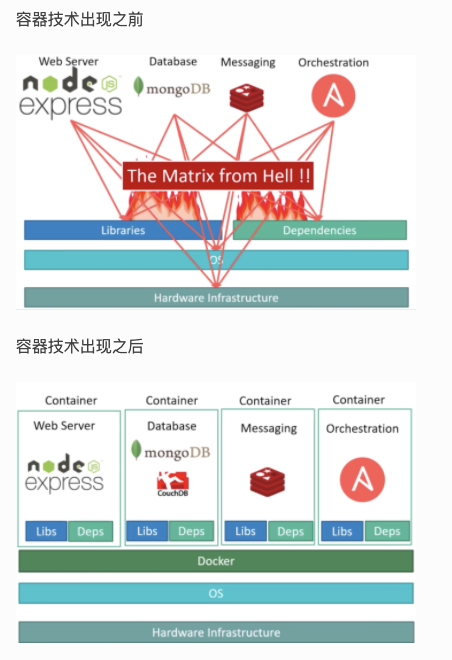 容器技术出现之前
Web Server Database Messaging Orchestration
node JS
express
mongoDB
A
The Matrix from Hell !!
Libraries Dependencies
OS
Hardware Infrastructure
容器技术出现之后
Container Container Container Container
Web Server Database Messaging Orchestration
node JS
express
mongoDB
CouchDB
A
Libs Deps Libs Deps Libs Deps Libs Deps
Docker
OS
Hardware Infrastructure